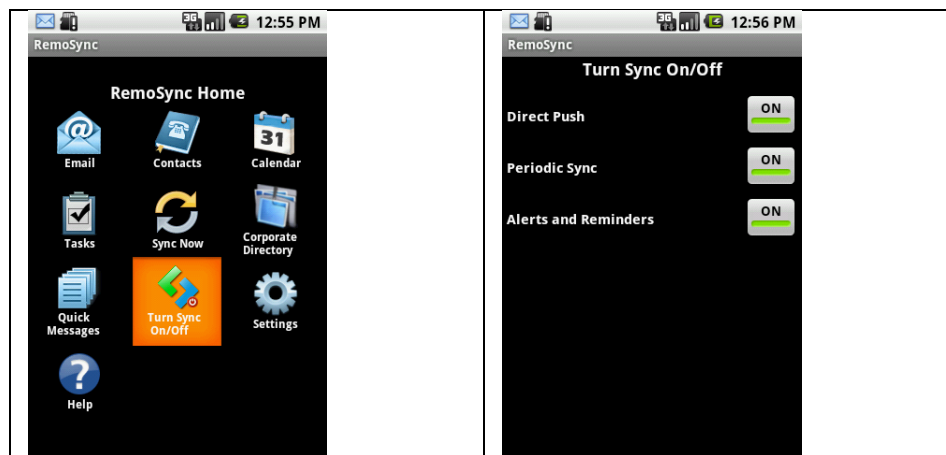 3G 12:55 PM
RemoSync
RemoSync Home
31
Email Contacts Calendar
Tasks Sync Now Corporate
Directory
Quick
Messages Turn Sync
On/Off Settings
?
Help
3G 12:56 PM
RemoSync
Turn Sync On/Off
Direct Push ON
Periodic Sync ON
Alerts and Reminders ON